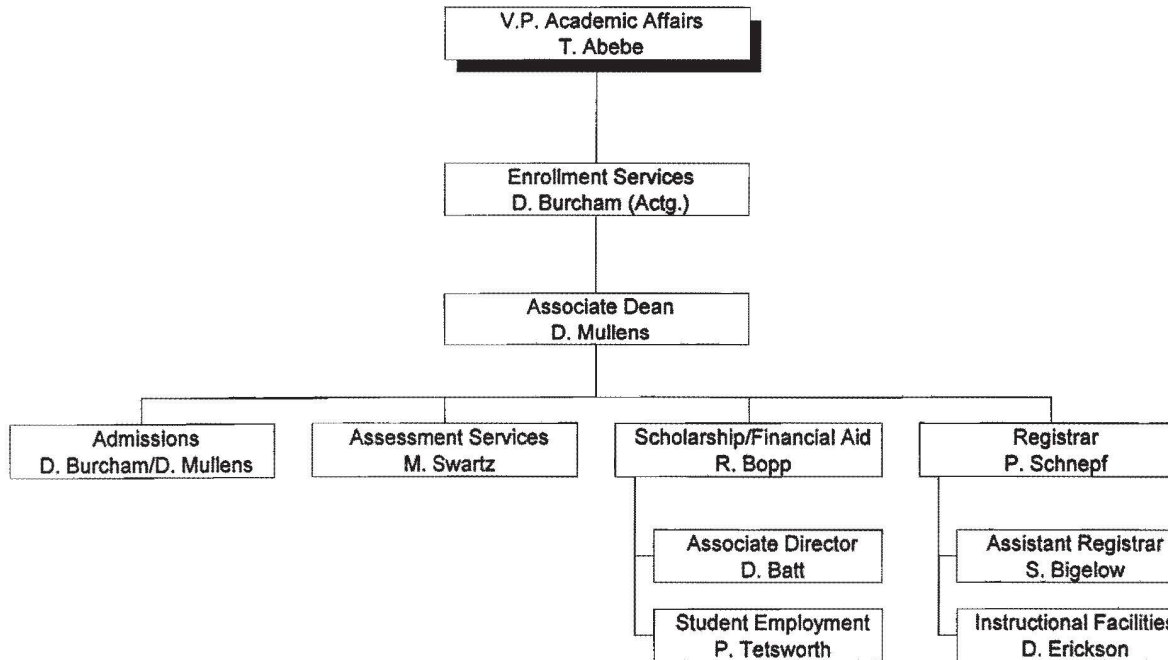 V.P. Academic Affairs
T. Abebe
Enrollment Services
D. Burcham (Actg.)
Associate Dean
D. Mullens
Admissions
D. Burcham/D. Mullens
Assessment Services
M. Swartz
Scholarship/Financial Aid
R. Bopp
Registrar
P. Schnepf
Associate Director
D. Batt
Assistant Registrar
S. Bigelow
Student Employment
P. Tetsworth
Instructional Facilities
D. Erickson